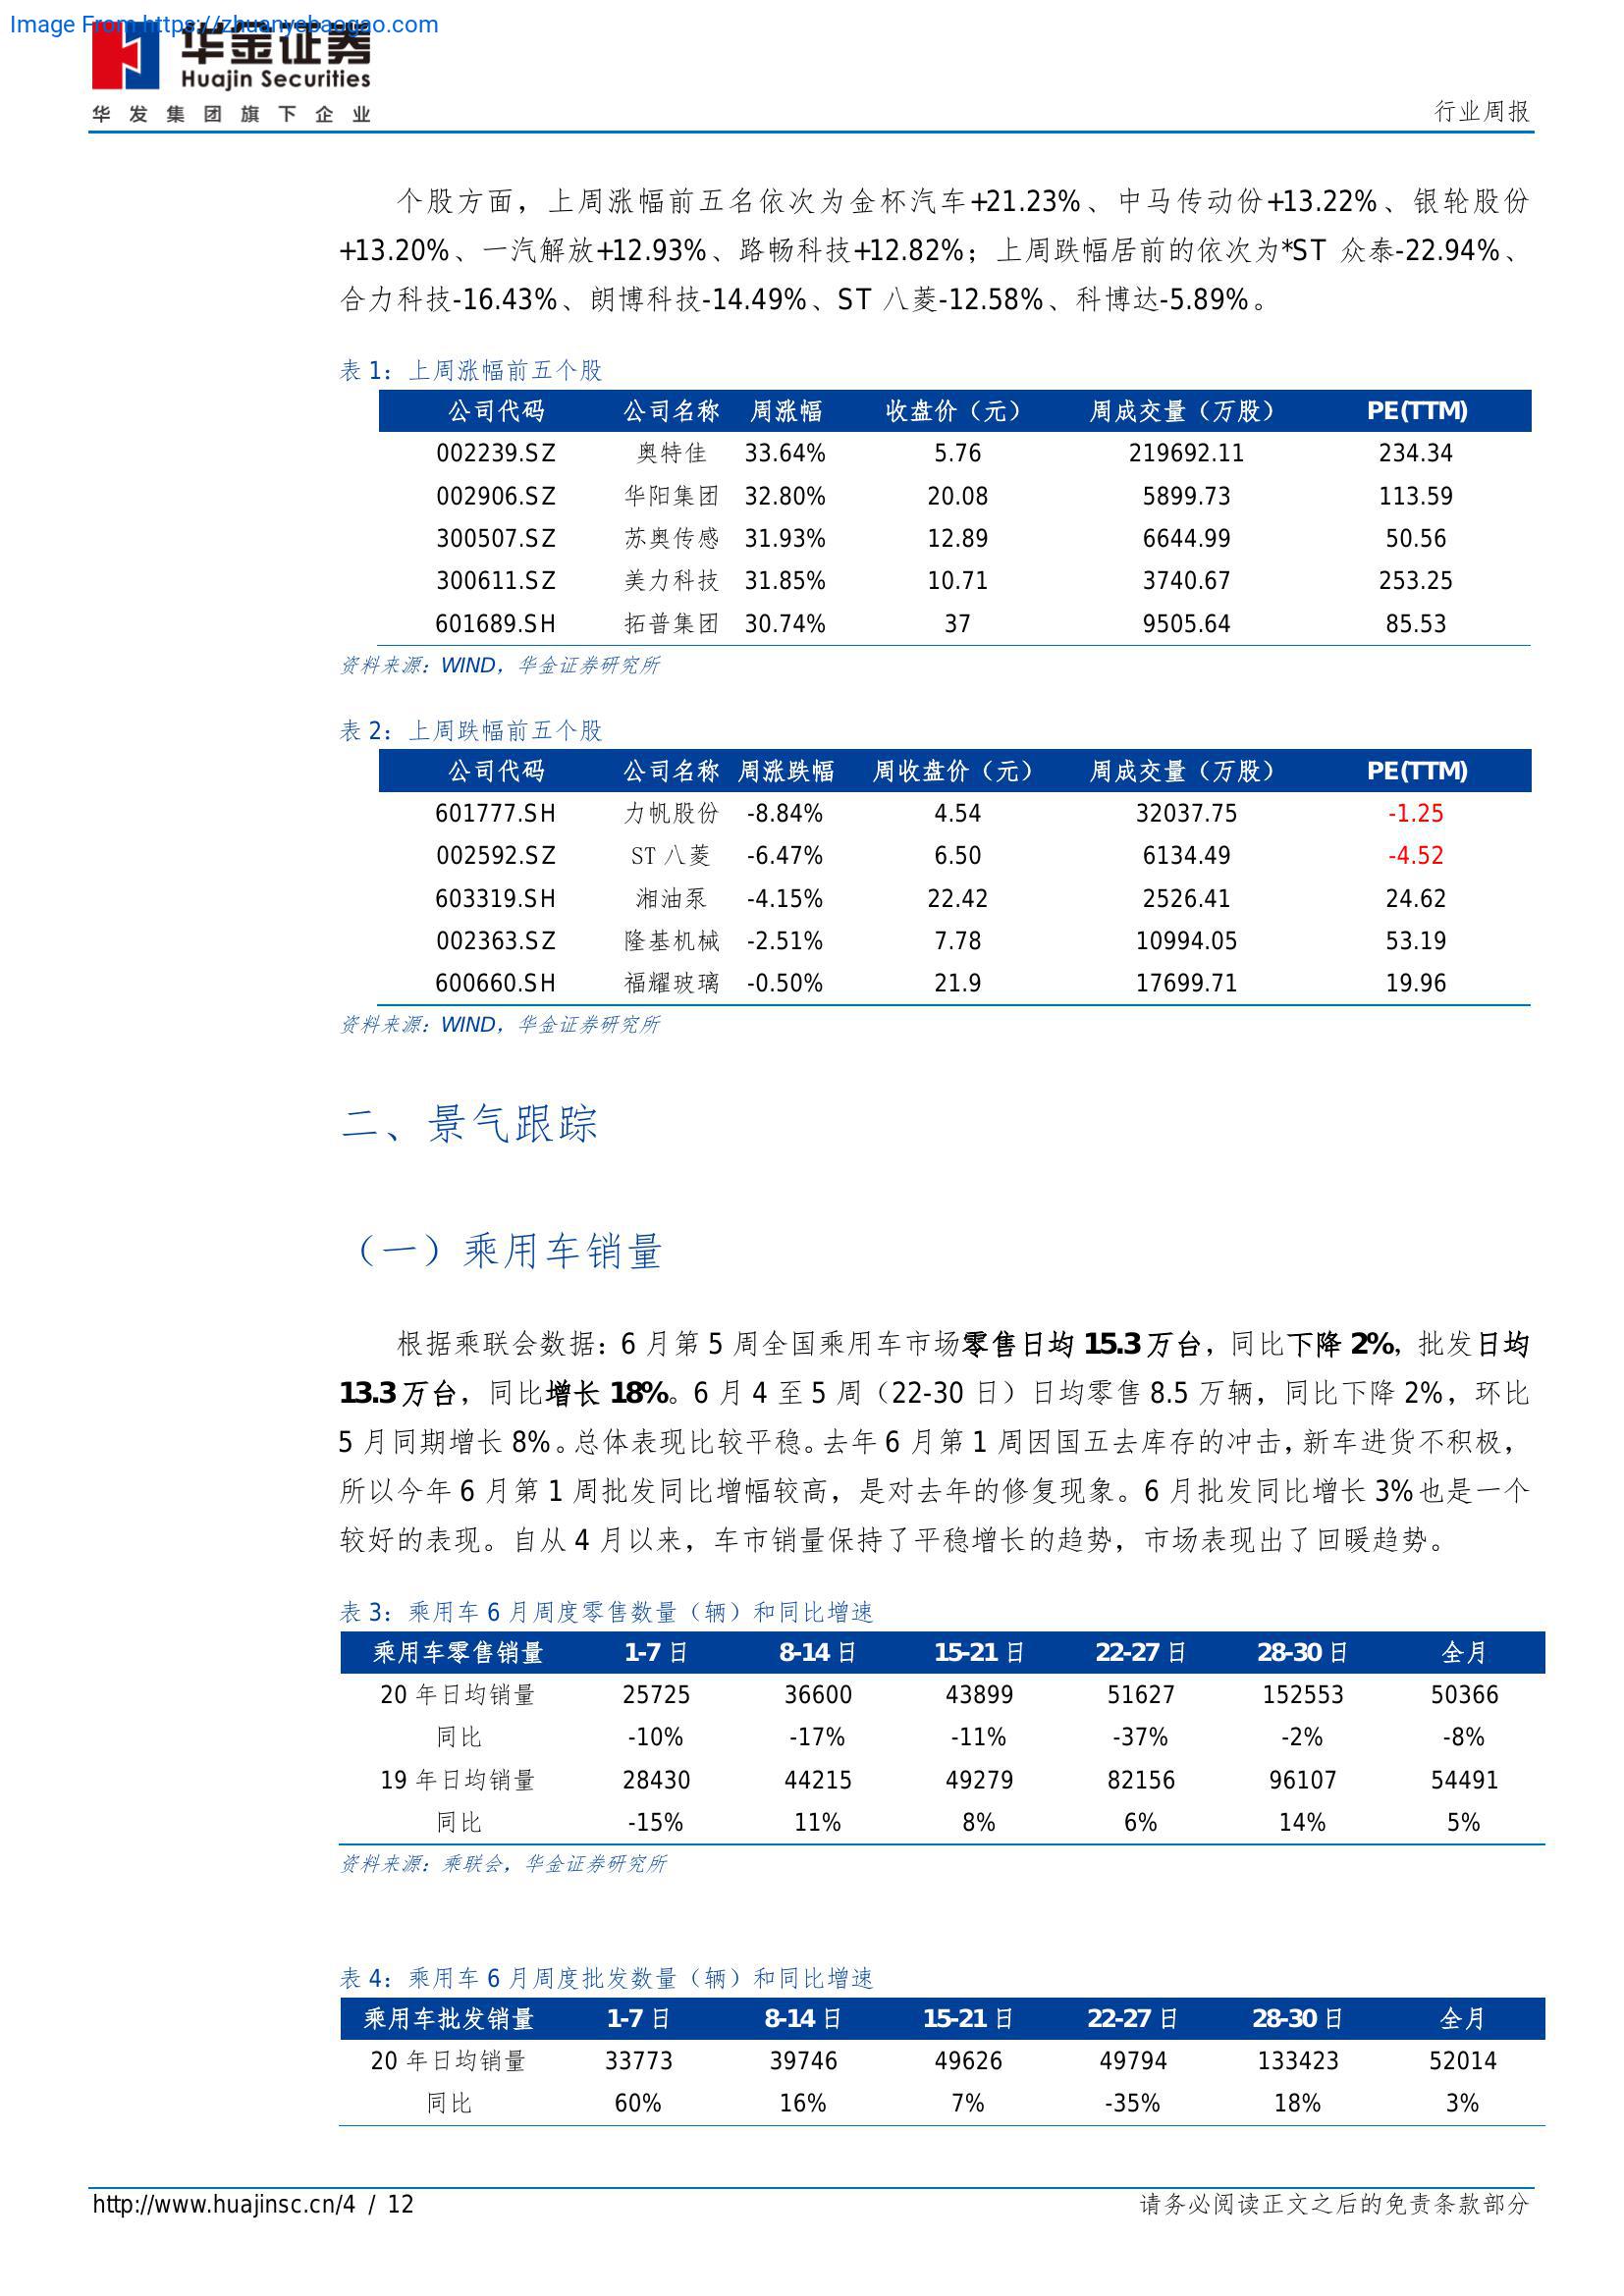 Image From https://zhuanyebaogao.com
华金证券
Huajin Securities
华发集团旗下企业
行业周报
个股方面，上周涨幅前五名依次为金杯汽车+21.23%、中马传动份+13.22%、银轮股份
+13.20%、一汽解放+12.93%、路畅科技+12.82%；上周跌幅居前的依次为*ST 众泰-22.94%、
合力科技-16.43%、朗博科技-14.49%、ST 八菱-12.58%、科博达-5.89%。
表 1：上周涨幅前五个股
公司代码 公司名称 周涨幅 收盘价（元） 周成交量（万股） PE(TTM)
002239.SZ 奥特佳 33.64% 5.76 219692.11 234.34
002906.SZ 华阳集团 32.80% 20.08 5899.73 113.59
300507.SZ 苏奥传感 31.93% 12.89 6644.99 50.56
300611.SZ 美力科技 31.85% 10.71 3740.67 253.25
601689.SH 拓普集团 30.74% 37 9505.64 85.53
资料来源：WIND，华金证券研究所
表 2：上周跌幅前五个股
公司代码 公司名称 周涨跌幅 周收盘价（元） 周成交量（万股） PE(TTM)
601777.SH 力帆股份 -8.84% 4.54 32037.75 -1.25
002592.SZ ST 八菱 -6.47% 6.50 6134.49 -4.52
603319.SH 湘油泵 -4.15% 22.42 2526.41 24.62
002363.SZ 隆基机械 -2.51% 7.78 10994.05 53.19
600660.SH 福耀玻璃 -0.50% 21.9 17699.71 19.96
资料来源：WIND，华金证券研究所
二、景气跟踪
（一）乘用车销量
根据乘联会数据：6 月第 5 周全国乘用车市场零售日均 15.3 万台，同比下降 2%，批发日均
13.3 万台，同比增长 18%。6 月 4 至 5 周（22-30 日）日均零售 8.5 万辆，同比下降 2%，环比
5 月同期增长 8%。总体表现比较平稳。去年 6 月第 1 周因国五去库存的冲击，新车进货不积极，
所以今年 6 月第 1 周批发同比增幅较高，是对去年的修复现象。6 月批发同比增长 3%也是一个
较好的表现。自从 4 月以来，车市销量保持了平稳增长的趋势，市场表现出了回暖趋势。
表 3：乘用车 6 月周度零售数量（辆）和同比增速
乘用车零售销量 1-7 日 8-14 日 15-21 日 22-27 日 28-30 日 全月
20 年日均销量 25725 36600 43899 51627 152553 50366
同比 -10% -17% -11% -37% -2% -8%
19 年日均销量 28430 44215 49279 82156 96107 54491
同比 -15% 11% 8% 6% 14% 5%
资料来源：乘联会，华金证券研究所
表 4：乘用车 6 月周度批发数量（辆）和同比增速
乘用车批发销量 1-7 日 8-14 日 15-21 日 22-27 日 28-30 日 全月
20 年日均销量 33773 39746 49626 49794 133423 52014
同比 60% 16% 7% -35% 18% 3%
http://www.huajinsc.cn/4 / 12
请务必阅读正文之后的免责条款部分